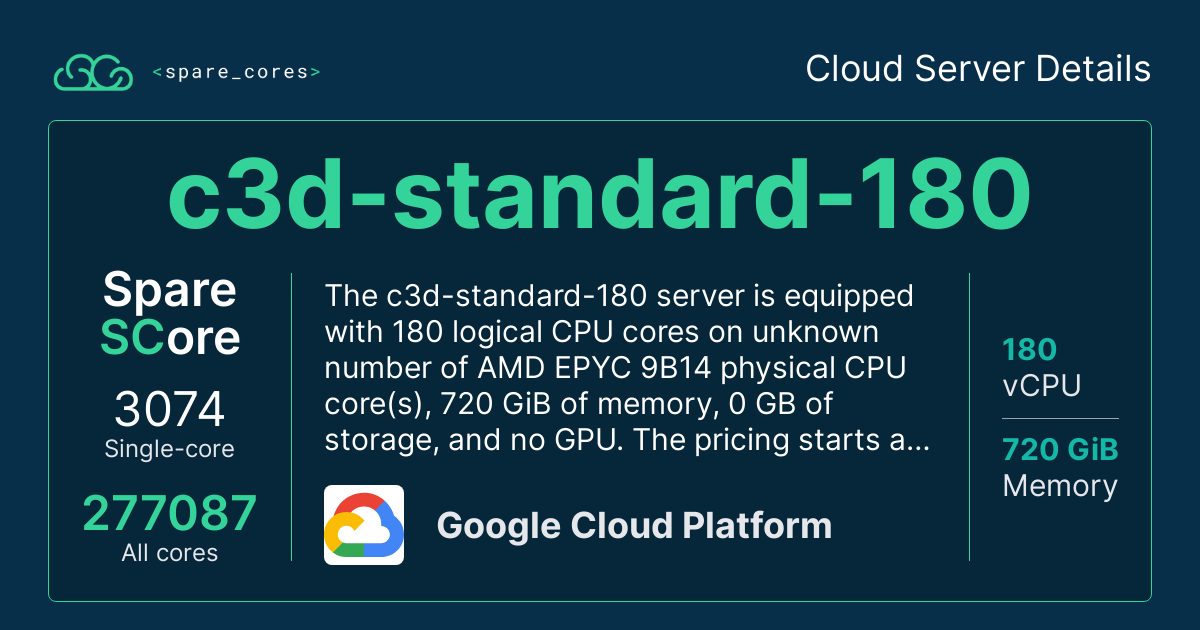 <spare_cores>
Cloud Server Details
c3d-standard-180
Spare
SCore
3074
Single-core
277087
All cores
The c3d-standard-180 server is equipped
with 180 logical CPU cores on unknown
number of AMD EPYC 9B14 physical CPU
core(s), 720 GiB of memory, 0 GB of
storage, and no GPU. The pricing starts a...
Google Cloud Platform
180
vCPU
720 GiB
Memory